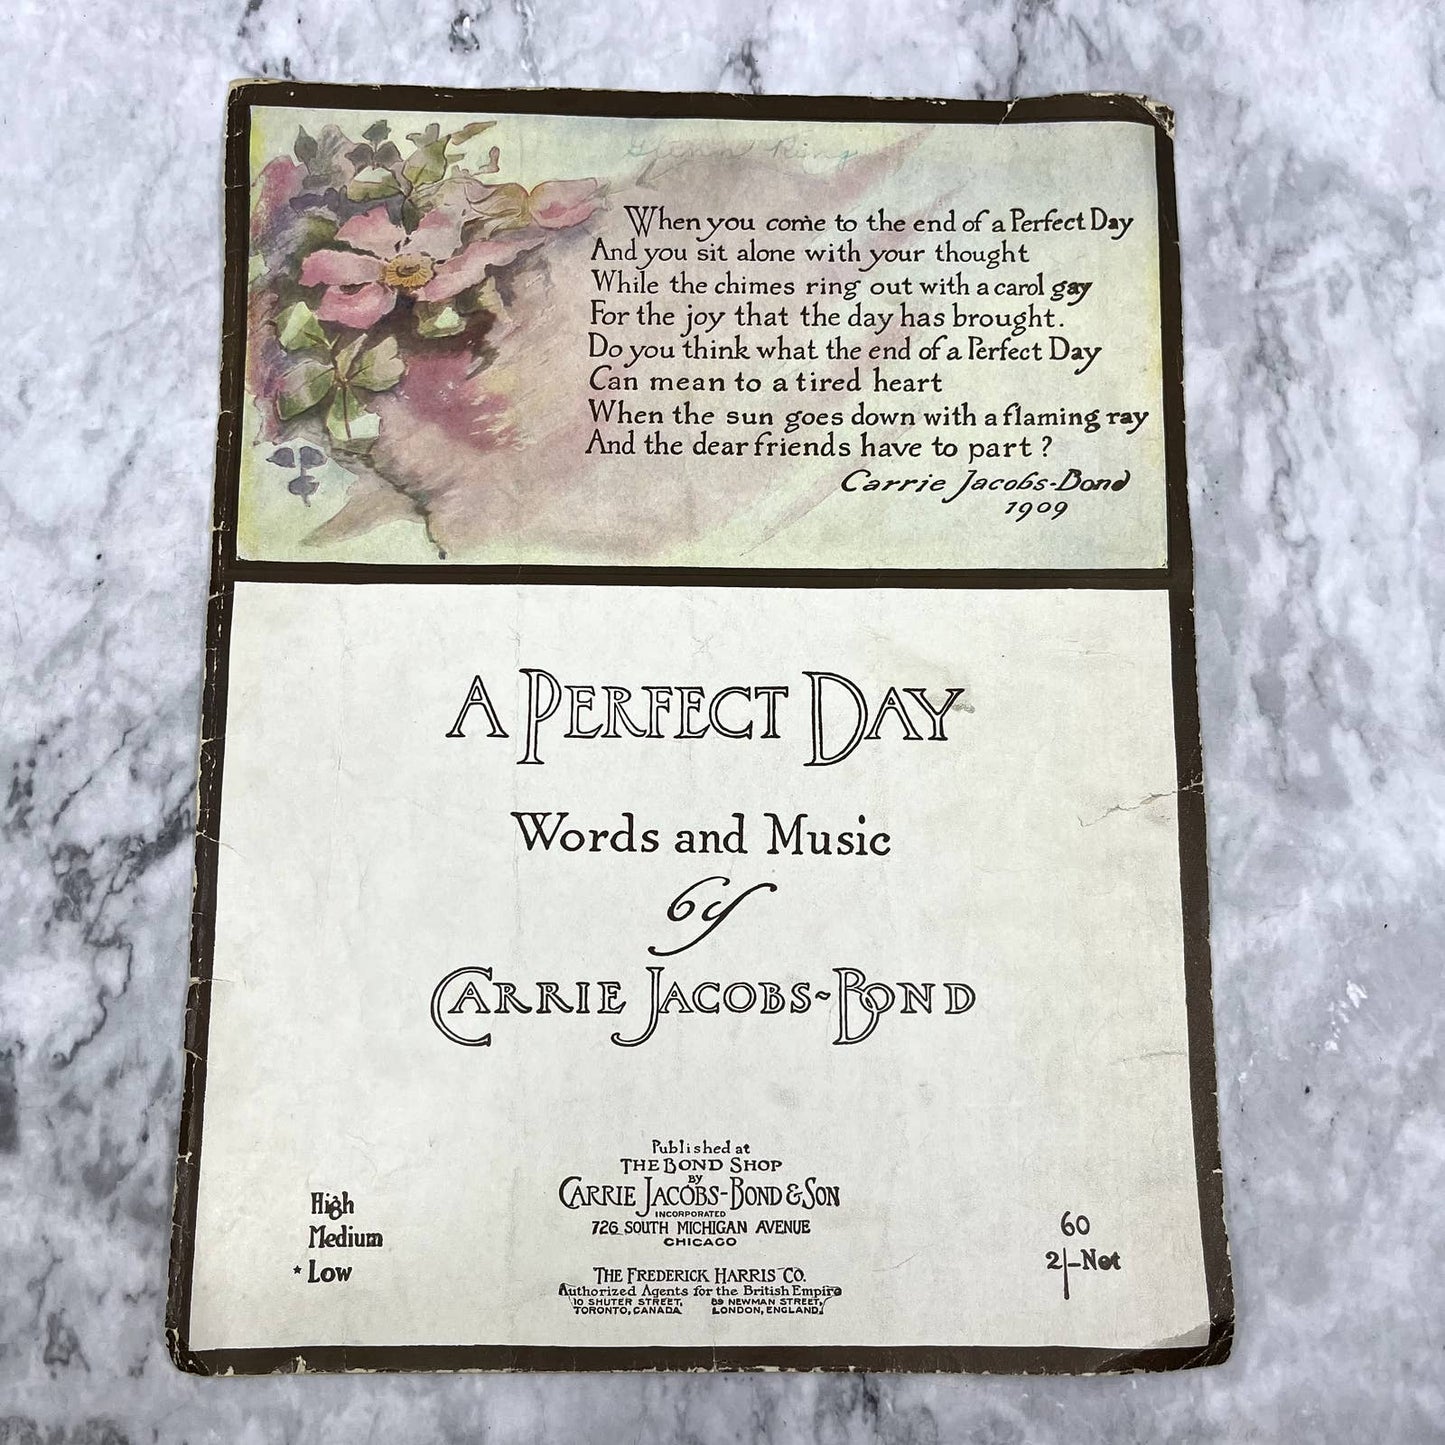 Glenn King
When you come to the end of a Perfect Day
And you sit alone with your thought
While the chimes ring out with a carol gay
For the joy that the day has brought.
Do you think what the end of a Perfect Day
Can mean to a tired heart
When the sun goes down with a flaming ray
And the dear friends have to part?
Carrie Jacobs-Bond
1909
A PERFECT DAY
Words and Music
by
CARRIE JACOBS-BOND
Published at
THE BOND SHOP
BY
CARRIE JACOBS-BOND & SON
INCORPORATED
726 SOUTH MICHIGAN AVENUE
CHICAGO
High
Medium
* Low
60
2/-Net
THE FREDERICK HARRIS CO.
Authorized Agents for the British Empire
10 SHUTER STREET, 89 NEWMAN STREET,
TORONTO, CANADA LONDON, ENGLAND,